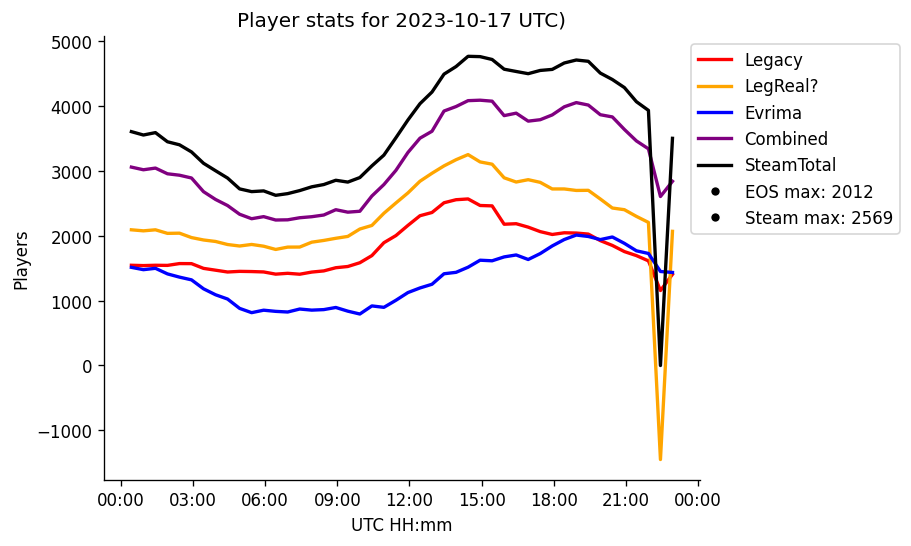 Player stats for 2023-10-17 UTC)
5000
4000
3000
2000
1000
0
−1000
Players
00:00 03:00 06:00 09:00 12:00 15:00 18:00 21:00 00:00
UTC HH:mm
Legacy
LegReal?
Evrima
Combined
SteamTotal
EOS max: 2012
Steam max: 2569